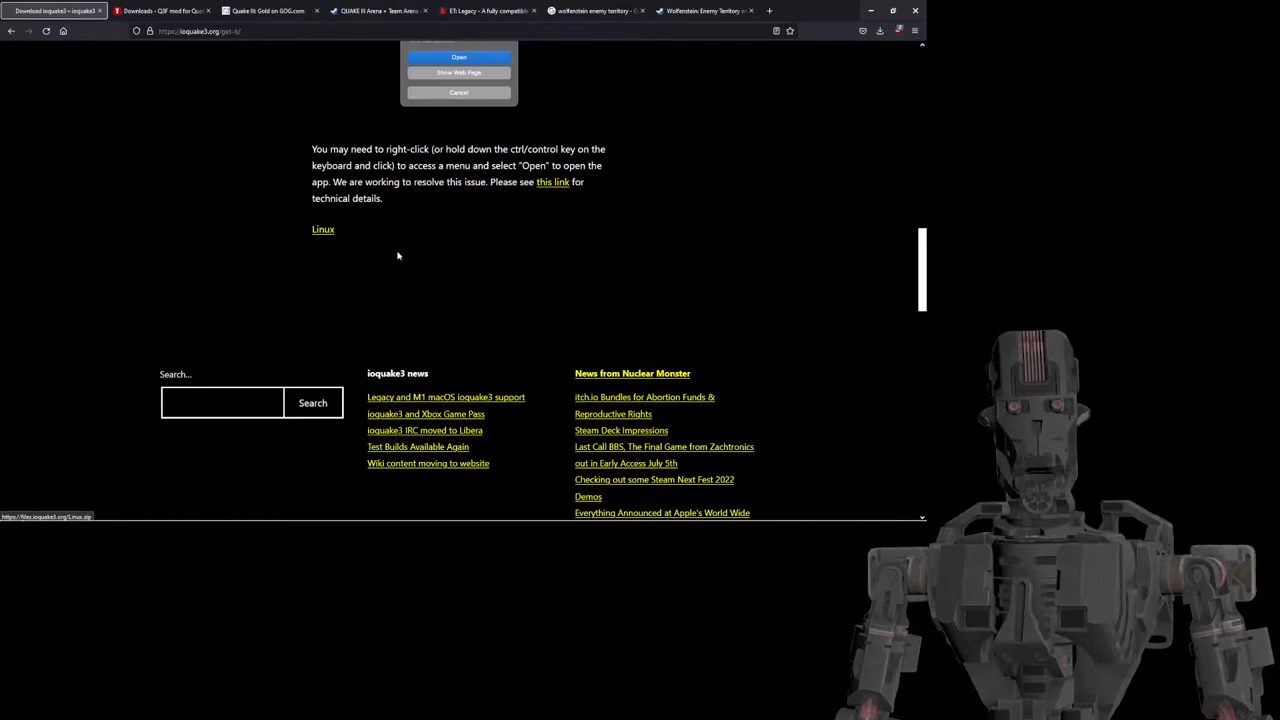 Download ioquake3 – ioquake3
Downloads - Q3F mod for Qua
Quake III: Gold on GOG.com
QUAKE III Arena + Team Arena
ET: Legacy - A fully compatible
wolfenstein enemy territory - G
Wolfenstein: Enemy Territory o
https://ioquake3.org/get-it/
Open
Show Web Page
Cancel
You may need to right-click (or hold down the ctrl/control key on the
keyboard and click) to access a menu and select “Open” to open the
app. We are working to resolve this issue. Please see this link for
technical details.
Linux
Search...
Search
ioquake3 news
Legacy and M1 macOS ioquake3 support
ioquake3 and Xbox Game Pass
ioquake3 IRC moved to Libera
Test Builds Available Again
Wiki content moving to website
News from Nuclear Monster
itch.io Bundles for Abortion Funds &
Reproductive Rights
Steam Deck Impressions
Last Call BBS, The Final Game from Zachtronics
out in Early Access July 5th
Checking out some Steam Next Fest 2022
Demos
Everything Announced at Apple's World Wide
https://files.ioquake3.org/Linux.zip